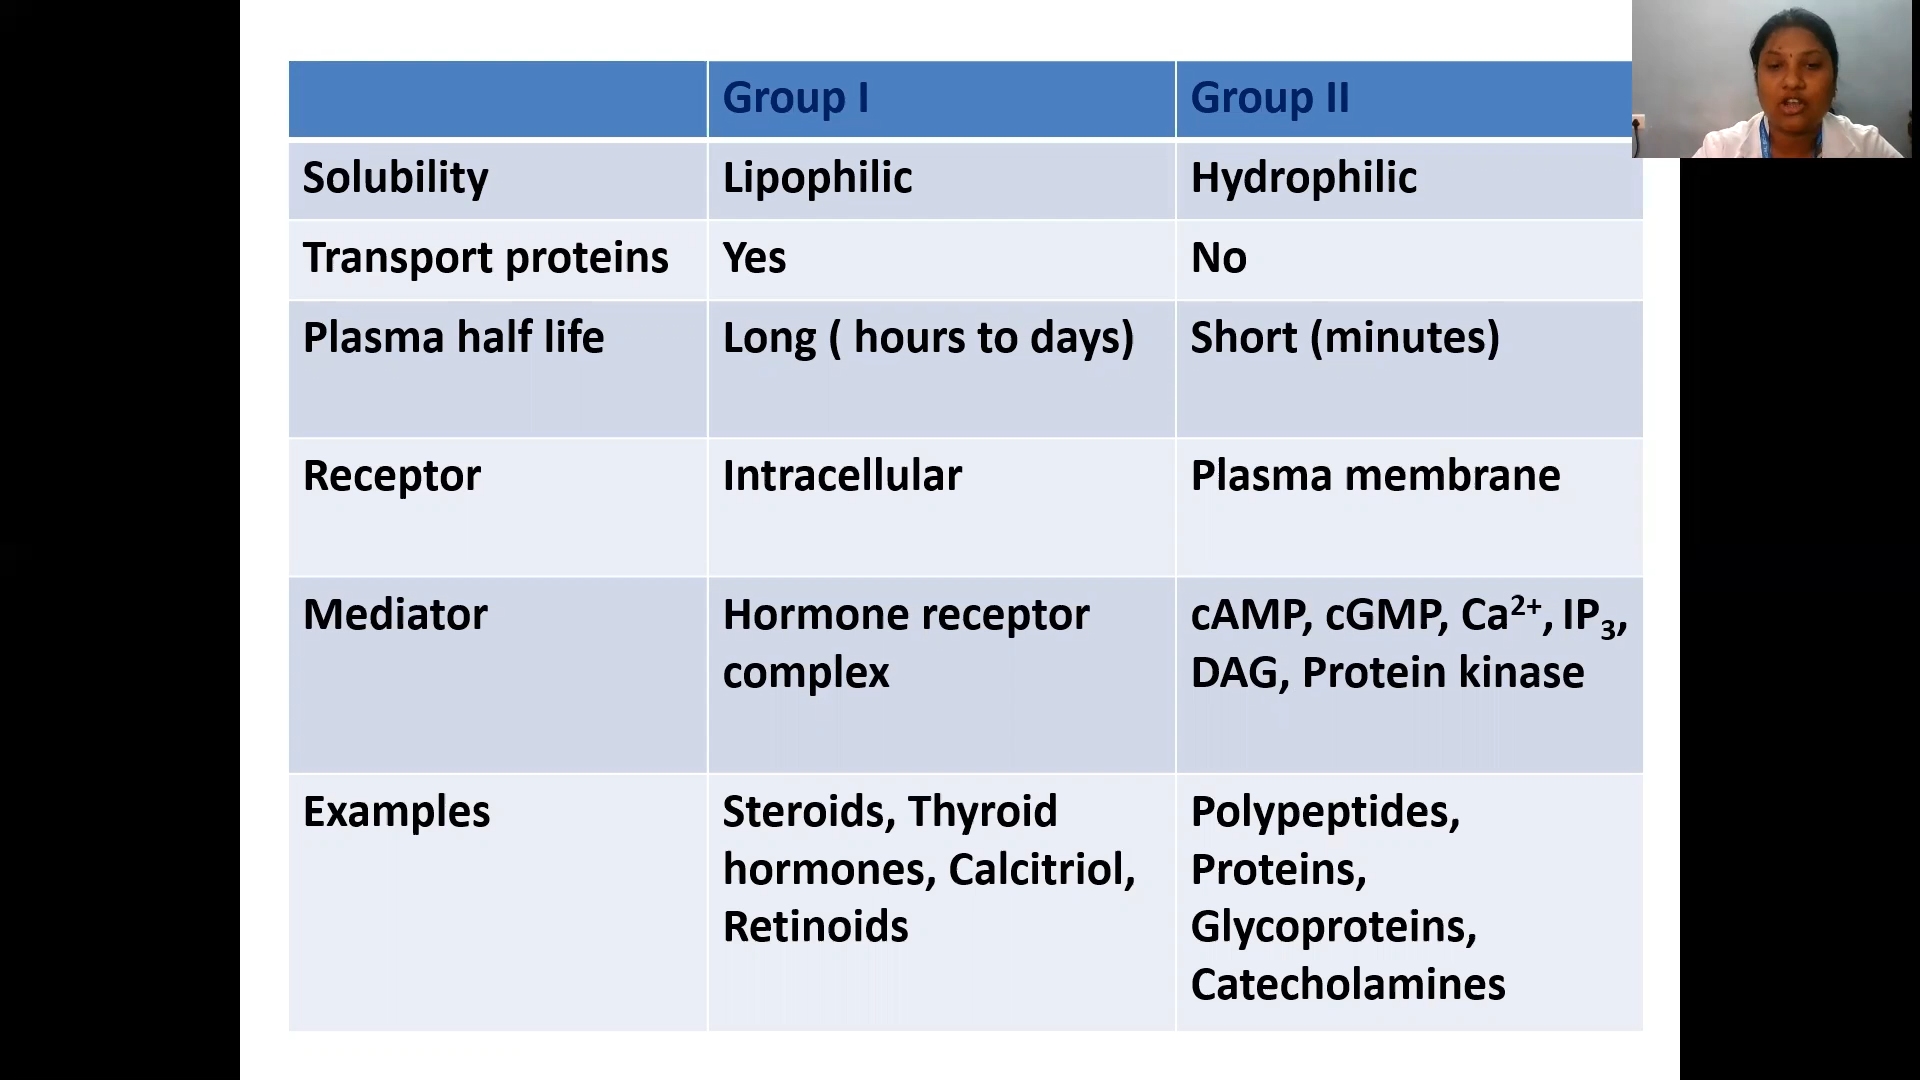 Group I Group II
Solubility Lipophilic Hydrophilic
Transport proteins Yes No
Plasma half life Long ( hours to days) Short (minutes)
Receptor Intracellular Plasma membrane
Mediator Hormone receptor cAMP, cGMP, Ca²⁺, IP₃,
complex DAG, Protein kinase
Examples Steroids, Thyroid Polypeptides,
hormones, Calcitriol, Proteins,
Retinoids Glycoproteins,
Catecholamines